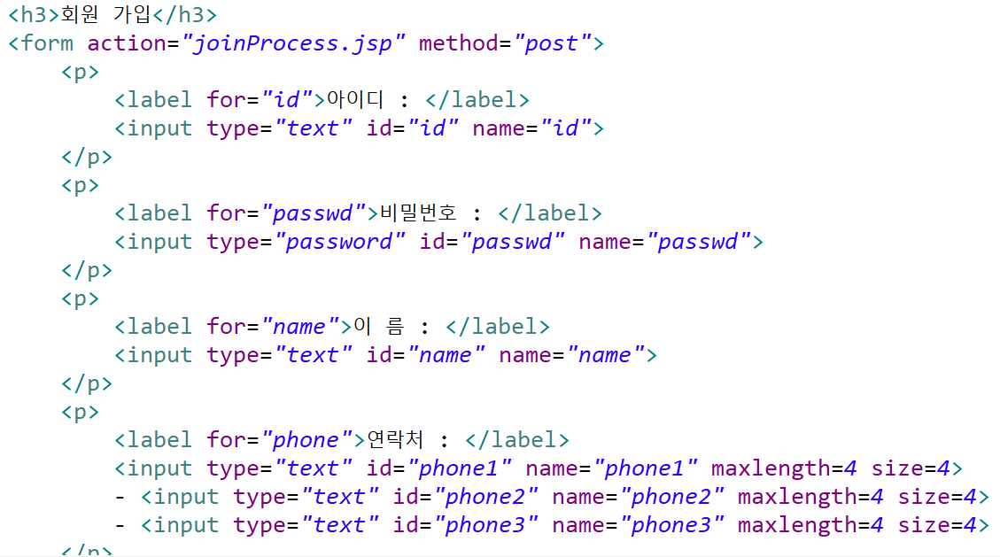 <h3>회원 가입</h3>
<form action="joinProcess.jsp" method="post">
<p>
<label for="id">아이디 : </label>
<input type="text" id="id" name="id">
</p>
<p>
<label for="passwd">비밀번호 : </label>
<input type="password" id="passwd" name="passwd">
</p>
<p>
<label for="name">이 름 : </label>
<input type="text" id="name" name="name">
</p>
<p>
<label for="phone">연락처 : </label>
<input type="text" id="phone1" name="phone1" maxlength=4 size=4>
- <input type="text" id="phone2" name="phone2" maxlength=4 size=4>
- <input type="text" id="phone3" name="phone3" maxlength=4 size=4>
</p>